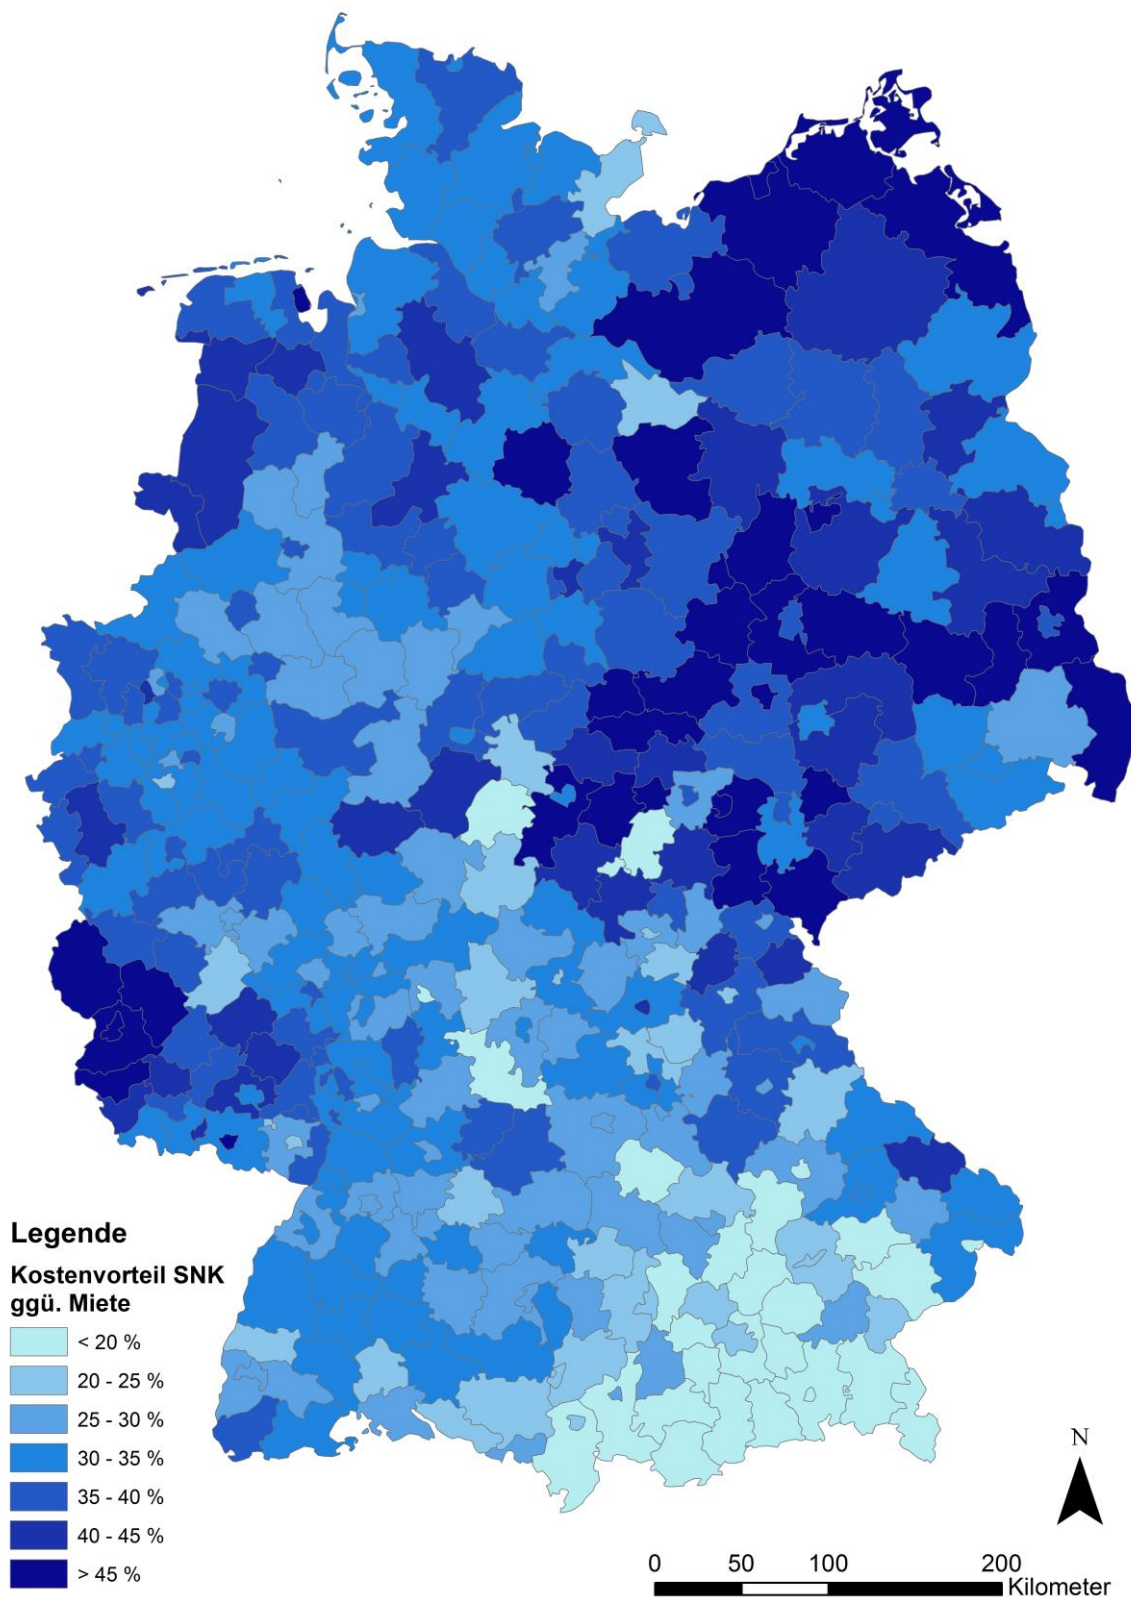 Legende
Kostenvorteil SNK
ggü. Miete
< 20 %
20 - 25 %
25 - 30 %
30 - 35 %
35 - 40 %
40 - 45 %
> 45 %
N
0 50 100 200
Kilometer